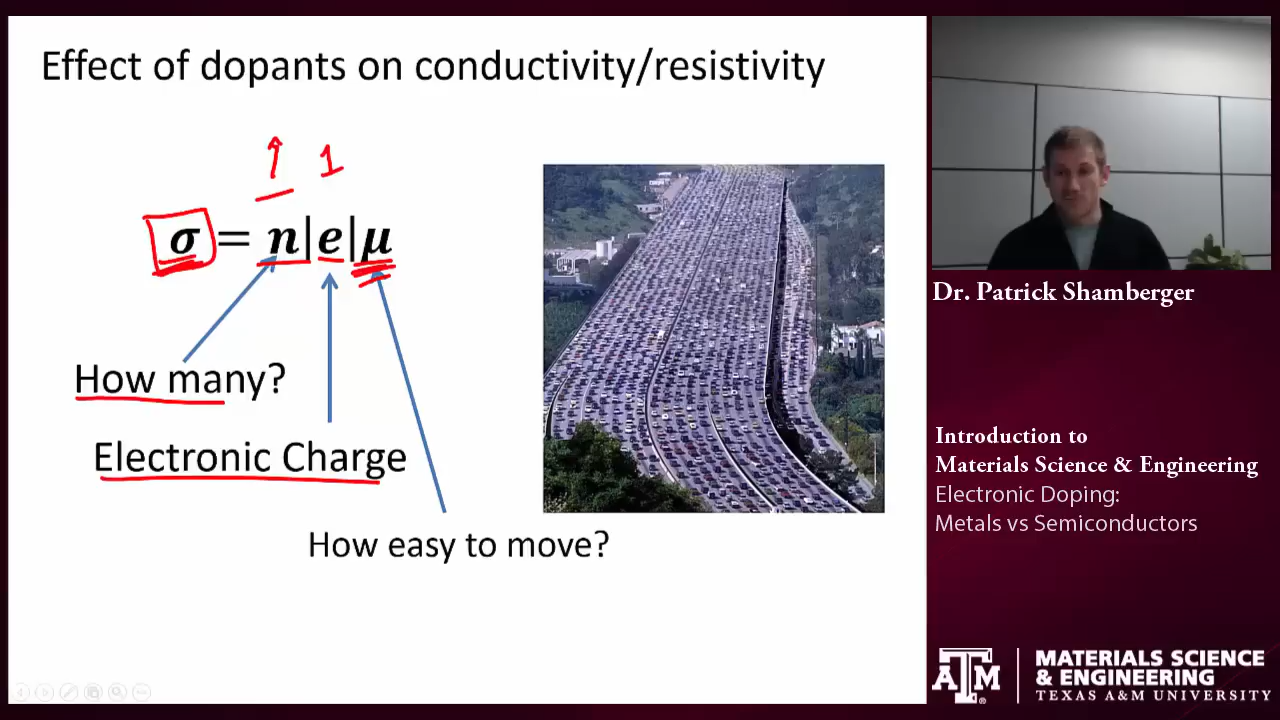 Effect of dopants on conductivity/resistivity
↑ 1
σ = n|e|μ
How many?
Electronic Charge
How easy to move?
Dr. Patrick Shamberger
Introduction to
Materials Science & Engineering
Electronic Doping:
Metals vs Semiconductors
ATM
MATERIALS SCIENCE
& ENGINEERING
TEXAS A&M UNIVERSITY